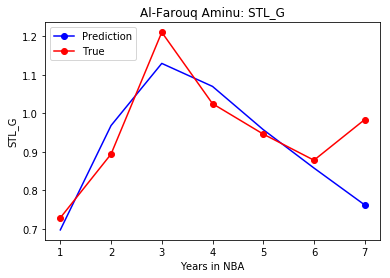 Al-Farouq Aminu: STL_G
Prediction
True
1.2
1.1
1.0
0.9
0.8
0.7
STL_G
1 2 3 4 5 6 7
Years in NBA